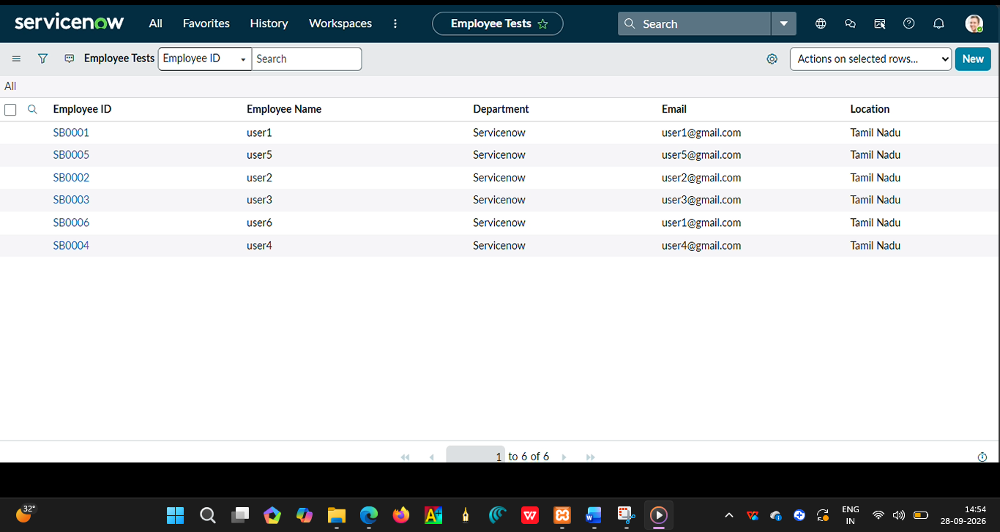 servicenow All Favorites History Workspaces Employee Tests Search
Employee Tests Employee ID Search Actions on selected rows... New
All
Employee ID Employee Name Department Email Location
SB0001 user1 Servicenow user1@gmail.com Tamil Nadu
SB0005 user5 Servicenow user5@gmail.com Tamil Nadu
SB0002 user2 Servicenow user2@gmail.com Tamil Nadu
SB0003 user3 Servicenow user3@gmail.com Tamil Nadu
SB0006 user6 Servicenow user1@gmail.com Tamil Nadu
SB0004 user4 Servicenow user4@gmail.com Tamil Nadu
1 to 6 of 6
32°
ENG 14:54
IN 28-09-2026